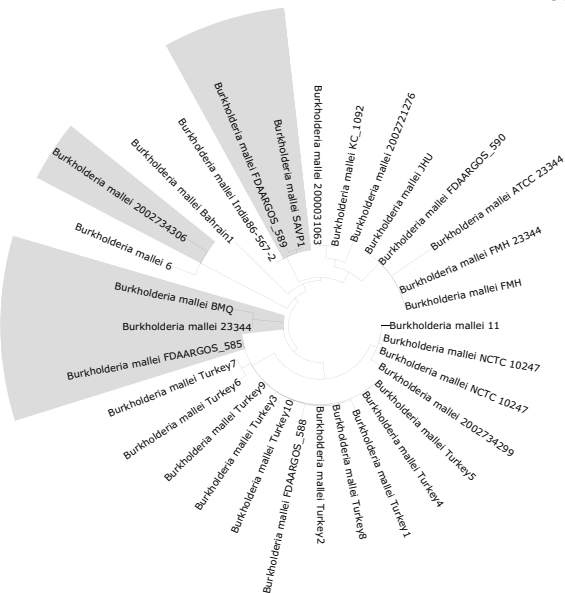 Burkholderia mallei 2000031063
Burkholderia mallei KC_1092
Burkholderia mallei 2002721276
Burkholderia mallei JHU
Burkholderia mallei FDAARGOS_590
Burkholderia mallei ATCC 23344
Burkholderia mallei FMH 23344
Burkholderia mallei FMH
Burkholderia mallei 11
Burkholderia mallei NCTC 10247
Burkholderia mallei NCTC 10247
Burkholderia mallei 2002734299
Burkholderia mallei Turkey5
Burkholderia mallei Turkey4
Burkholderia mallei Turkey1
Burkholderia mallei Turkey8
Burkholderia mallei Turkey2
Burkholderia mallei FDAARGOS_588
Burkholderia mallei Turkey10
Burkholderia mallei Turkey3
Burkholderia mallei Turkey9
Burkholderia mallei Turkey6
Burkholderia mallei Turkey7
Burkholderia mallei FDAARGOS_585
Burkholderia mallei 23344
Burkholderia mallei BMQ
Burkholderia mallei 6
Burkholderia mallei 2002734306
Burkholderia mallei Bahrain1
Burkholderia mallei India86-567-2
Burkholderia mallei FDAARGOS_589
Burkholderia mallei SAVP1